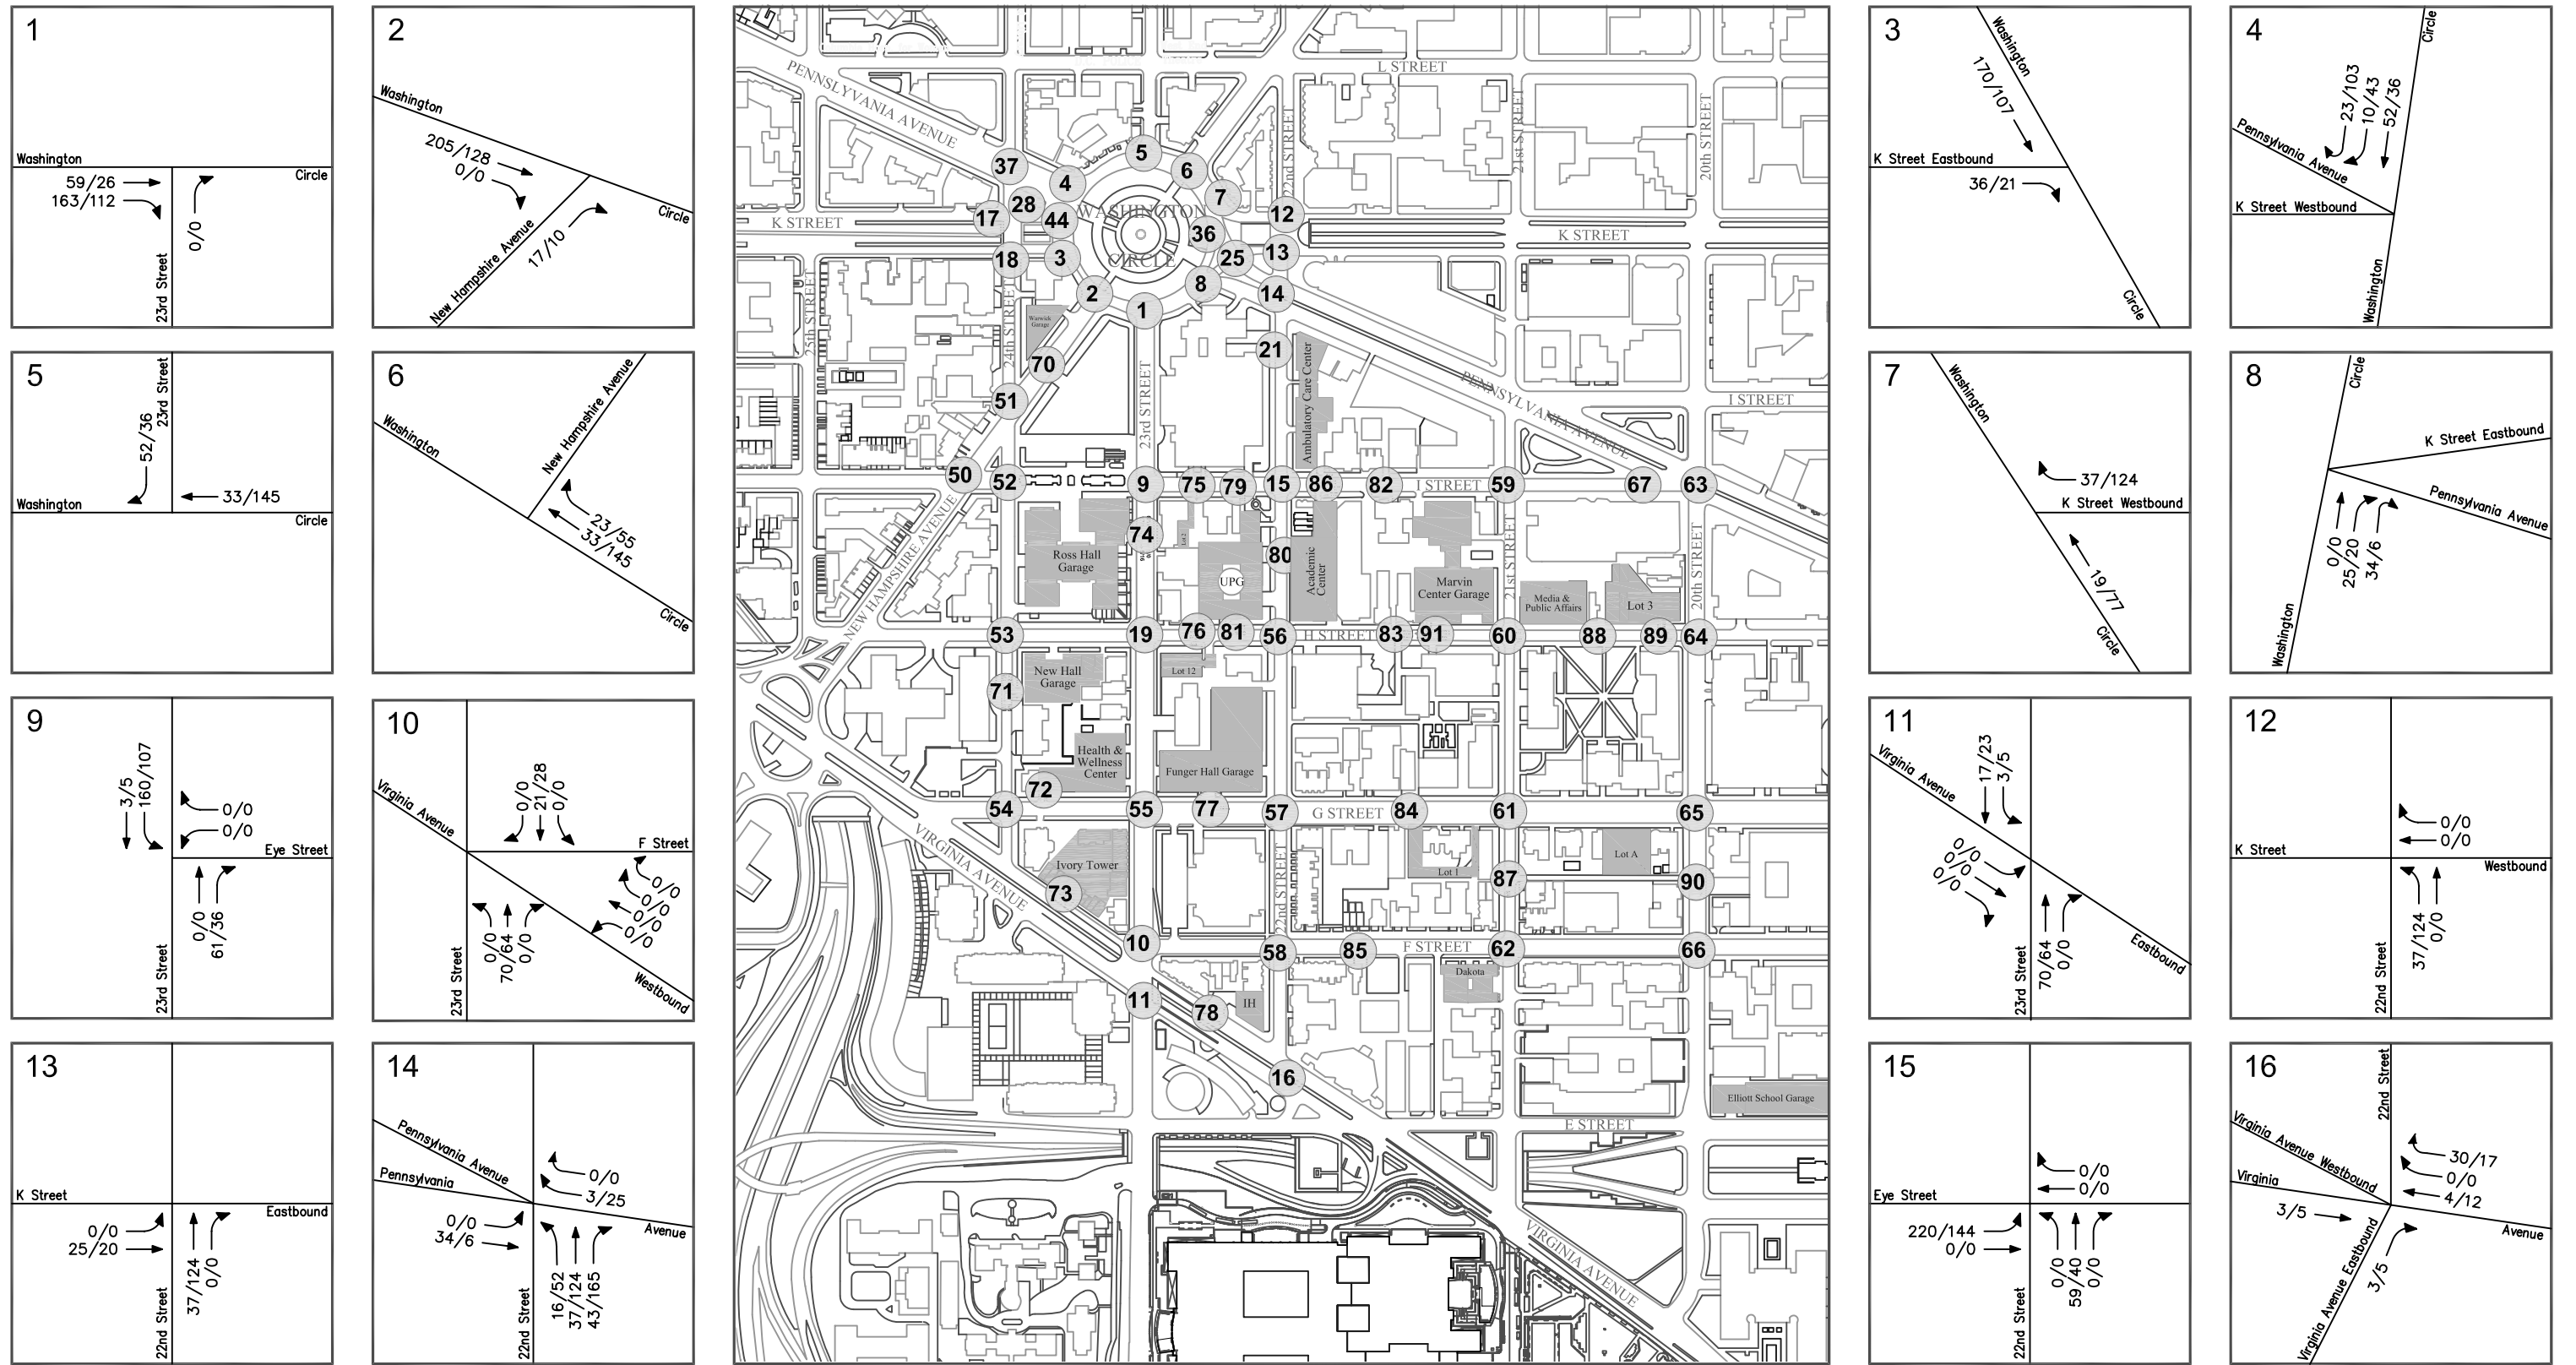 1
Washington
Circle
59/26
163/112
0/0
23rd Street
2
Washington
205/128
0/0
Circle
New Hampshire Avenue
17/10
5
23rd Street
52/36
Washington
33/145
Circle
6
New Hampshire Avenue
Washington
23/55
33/145
Circle
9
3/5
160/107
0/0
0/0
Eye Street
0/0
61/36
23rd Street
10
Virginia Avenue
0/0
21/28
0/0
F Street
0/0
0/0
0/0
0/0
0/0
70/64
0/0
23rd Street
Westbound
13
K Street
Eastbound
0/0
25/20
37/124
0/0
22nd Street
14
Pennsylvania Avenue
Pennsylvania
0/0
3/25
0/0
34/6
Avenue
16/52
37/124
43/165
22nd Street
PENNSLYVANIA AVENUE
L STREET
22ND STREET
21st STREET
20th STREET
5
37
6
4
7
28
WASHINGTON
12
17
44
K STREET
36
K STREET
18
3
CIRCLE
25
13
2
8
14
1
25th STREET
24th STREET
Warwick
Garage
23rd STREET
21
Ambulatory Care Center
70
PENNSYLVANIA AVENUE
51
I STREET
50
52
9
75
79
15
86
82
I STREET
59
67
63
74
Lot 2
80
Ross Hall
Garage
UPG
Academic
Center
Marvin
Center Garage
21st STREET
Media &
Public Affairs
Lot 3
20th STREET
NEW HAMPSHIRE AVENUE
53
19
76
81
56
H STREET
83
91
60
88
89
64
New Hall
Garage
Lot 12
71
Health &
Wellness
Center
Funger Hall Garage
72
54
55
77
57
G STREET
84
61
65
VIRGINIA AVENUE
Ivory Tower
73
22nd STREET
Lot 1
87
Lot A
90
10
58
85
F STREET
62
66
Dakota
11
78
IH
16
Elliott School Garage
E STREET
VIRGINIA AVENUE
3
Washington
170/107
K Street Eastbound
36/21
Circle
4
Circle
223/103
10/43
52/36
Pennsylvania Avenue
K Street Westbound
Washington
7
Washington
37/124
K Street Westbound
19/77
Circle
8
Circle
K Street Eastbound
Pennsylvania Avenue
0/0
25/20
34/6
Washington
11
Virginia Avenue
17/23
3/5
0/0
0/0
0/0
70/64
0/0
23rd Street
Eastbound
12
0/0
0/0
K Street
Westbound
37/124
0/0
22nd Street
15
0/0
0/0
Eye Street
220/144
0/0
0/0
59/40
0/0
22nd Street
16
22nd Street
Virginia Avenue Westbound
Virginia
30/17
0/0
4/12
3/5
Avenue
3/5
Virginia Avenue Eastbound